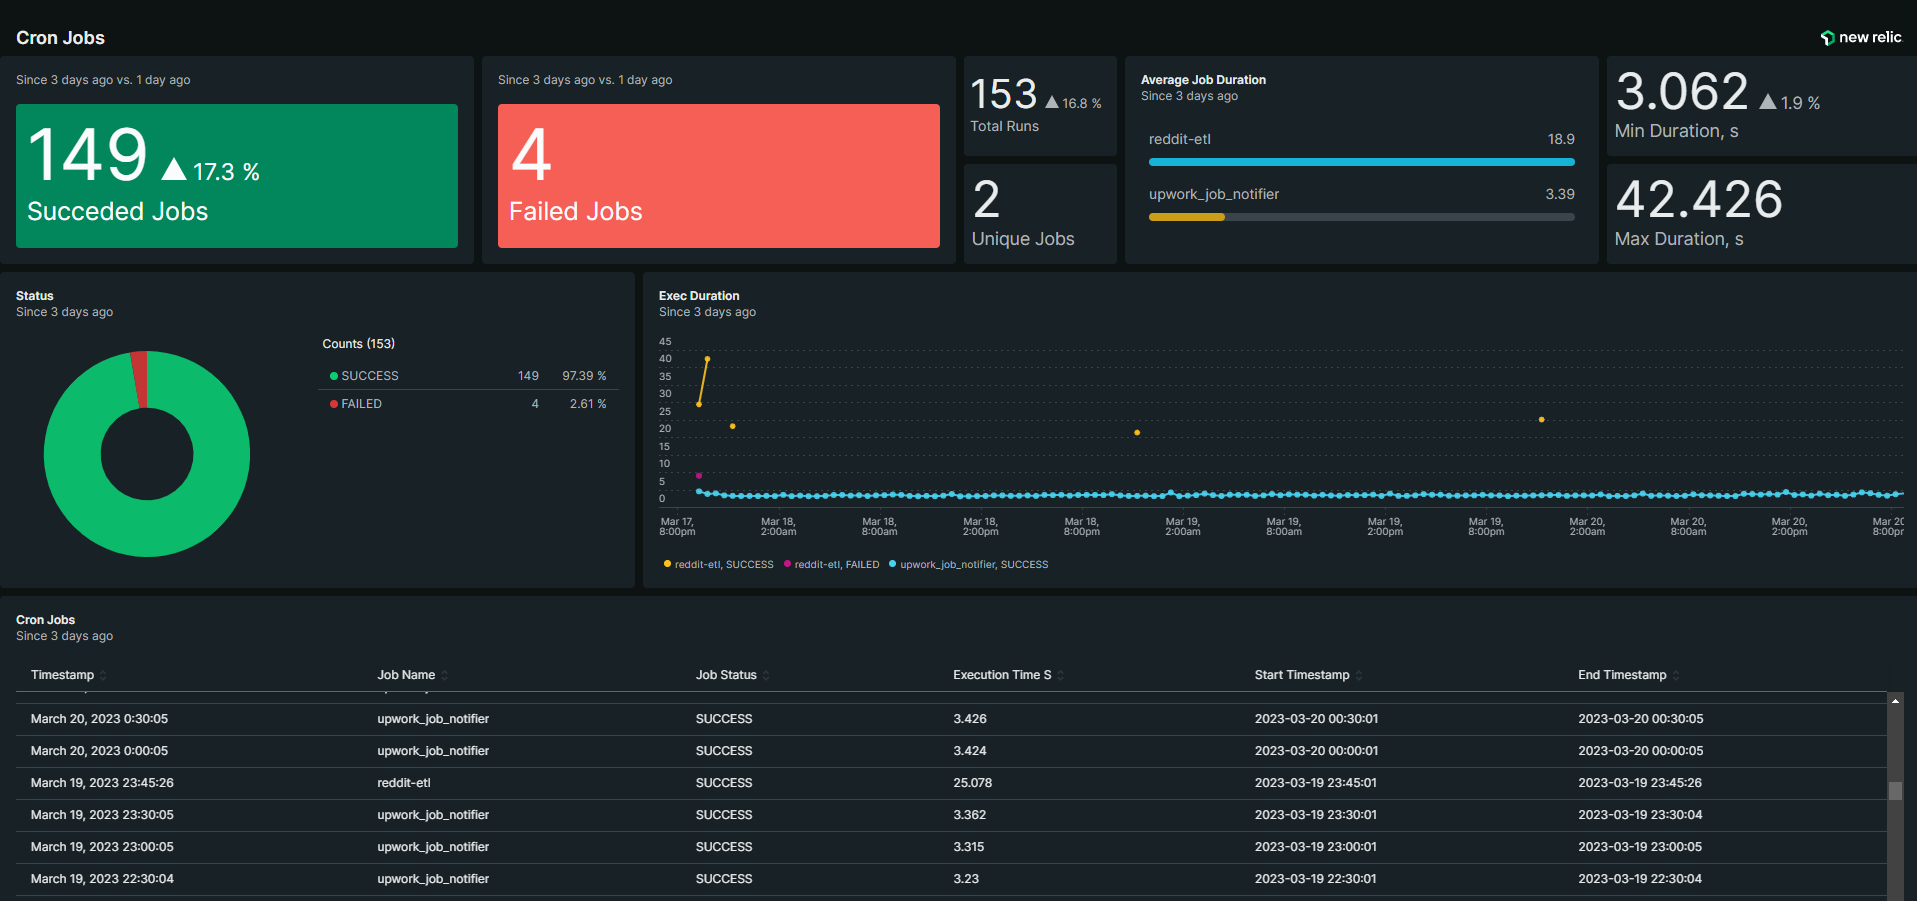 Cron Jobs
new relic
Since 3 days ago vs. 1 day ago
149 ▲ 17.3 %
Succeded Jobs
Since 3 days ago vs. 1 day ago
4
Failed Jobs
153 ▲ 16.8 %
Total Runs
2
Unique Jobs
Average Job Duration
Since 3 days ago
reddit-etl 18.9
upwork_job_notifier 3.39
3.062 ▲ 1.9 %
Min Duration, s
42.426
Max Duration, s
Status
Since 3 days ago
Counts (153)
SUCCESS 149 97.39 %
FAILED 4 2.61 %
Exec Duration
Since 3 days ago
45
40
35
30
25
20
15
10
5
0
Mar 17, Mar 18, Mar 18, Mar 18, Mar 18, Mar 19, Mar 19, Mar 19, Mar 19, Mar 20, Mar 20, Mar 20, Mar 20
8:00pm 2:00am 8:00am 2:00pm 8:00pm 2:00am 8:00am 2:00pm 8:00pm 2:00am 8:00am 2:00pm 8:00pr
reddit-etl, SUCCESS reddit-etl, FAILED upwork_job_notifier, SUCCESS
Cron Jobs
Since 3 days ago
Timestamp Job Name Job Status Execution Time S Start Timestamp End Timestamp
March 20, 2023 0:30:05 upwork_job_notifier SUCCESS 3.426 2023-03-20 00:30:01 2023-03-20 00:30:05
March 20, 2023 0:00:05 upwork_job_notifier SUCCESS 3.424 2023-03-20 00:00:01 2023-03-20 00:00:05
March 19, 2023 23:45:26 reddit-etl SUCCESS 25.078 2023-03-19 23:45:01 2023-03-19 23:45:26
March 19, 2023 23:30:05 upwork_job_notifier SUCCESS 3.362 2023-03-19 23:30:01 2023-03-19 23:30:04
March 19, 2023 23:00:05 upwork_job_notifier SUCCESS 3.315 2023-03-19 23:00:01 2023-03-19 23:00:05
March 19, 2023 22:30:04 upwork_job_notifier SUCCESS 3.23 2023-03-19 22:30:01 2023-03-19 22:30:04